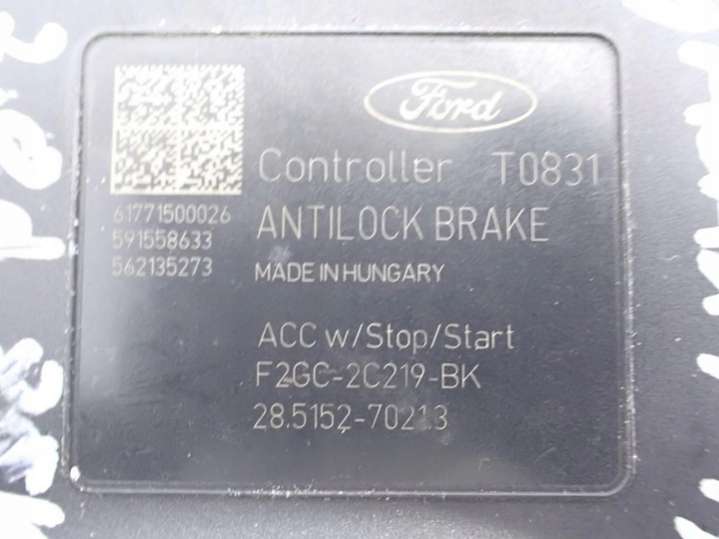 Ford
Controller T0831
61771500026
591558633
562135273
ANTILOCK BRAKE
MADE IN HUNGARY
ACC w/Stop/Start
F2GC-2C219-BK
28.5152-7021.3